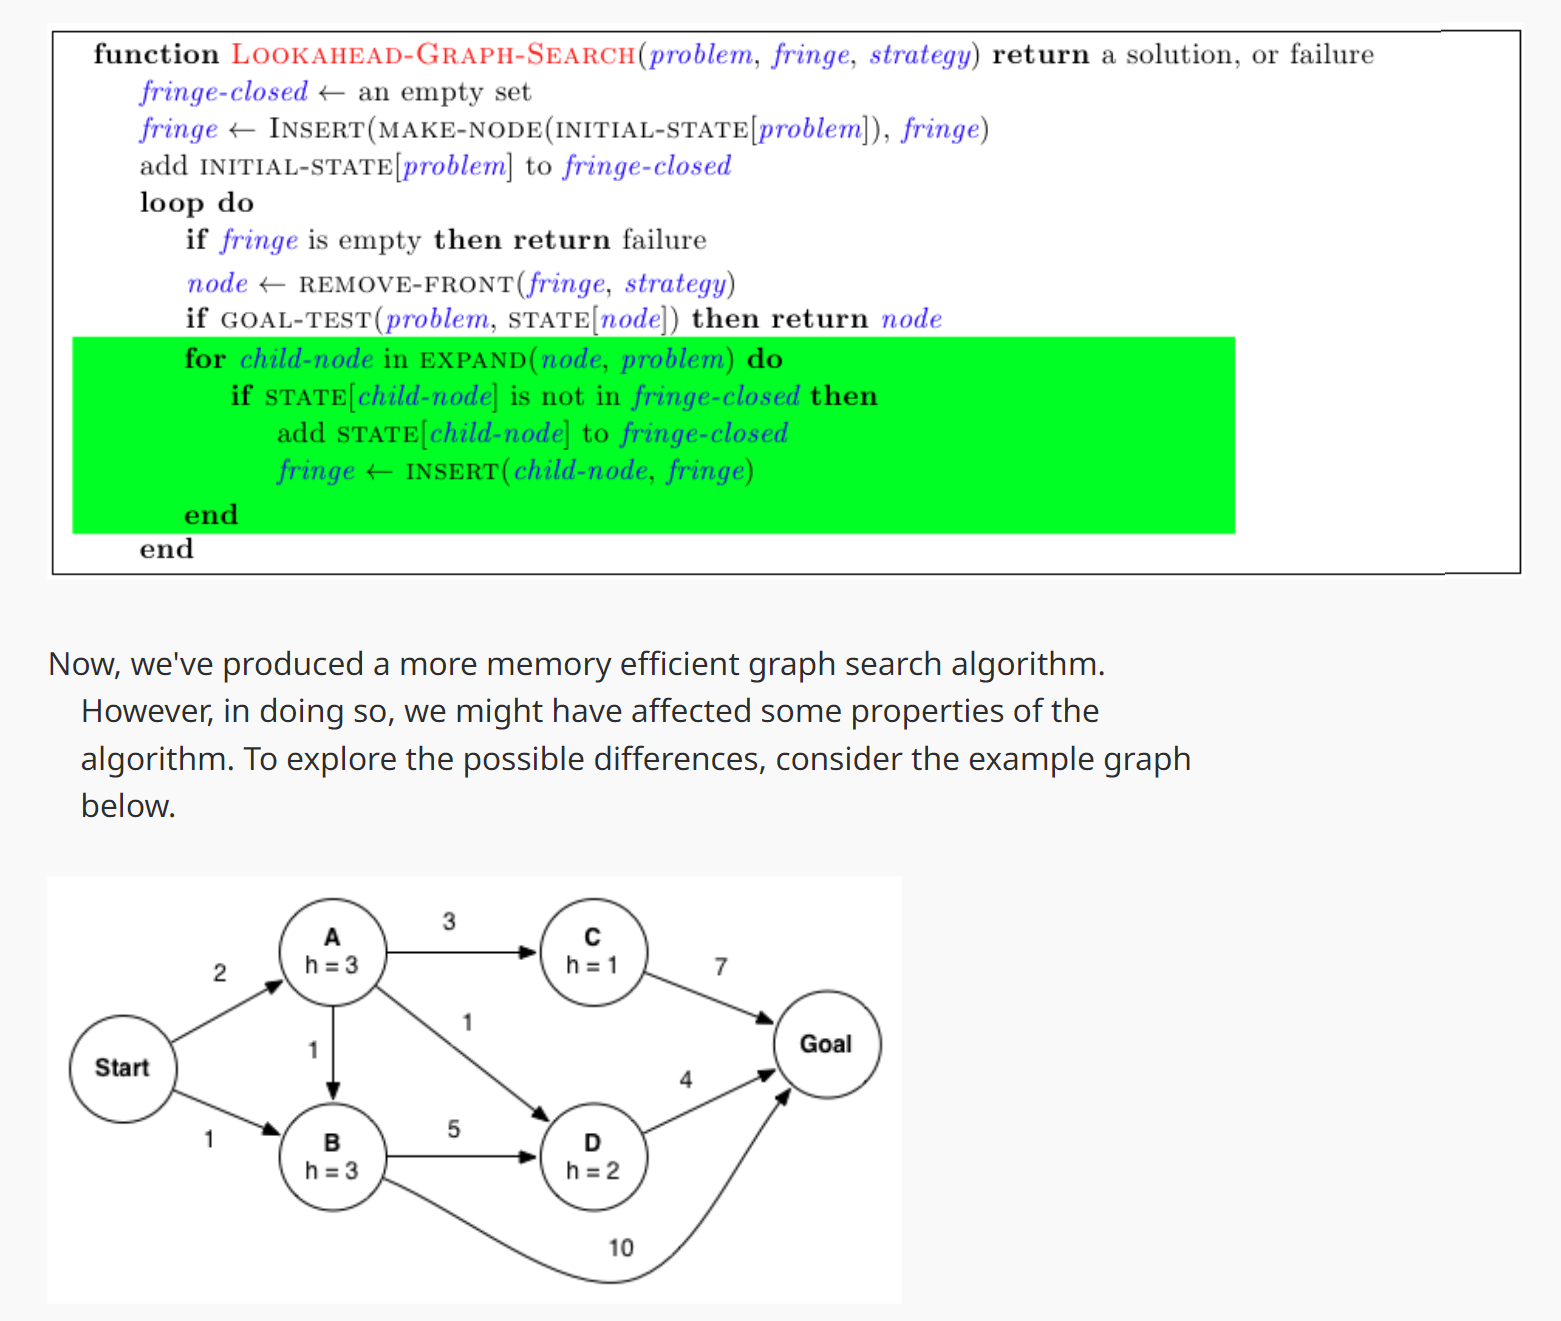 function LOOKAHEAD-GRAPH-SEARCH(problem, fringe, strategy) return a solution, or failure
fringe-closed ← an empty set
fringe ← INSERT(MAKE-NODE(INITIAL-STATE[problem]), fringe)
add INITIAL-STATE[problem] to fringe-closed
loop do
if fringe is empty then return failure
node ← REMOVE-FRONT(fringe, strategy)
if GOAL-TEST(problem, STATE[node]) then return node
for child-node in EXPAND(node, problem) do
if STATE[child-node] is not in fringe-closed then
add STATE[child-node] to fringe-closed
fringe ← INSERT(child-node, fringe)
end
end
Now, we've produced a more memory efficient graph search algorithm.
However, in doing so, we might have affected some properties of the
algorithm. To explore the possible differences, consider the example graph
below.
A
h = 3
3
C
h = 1
2
7
1
1
Start
Goal
4
1
B
h = 3
5
D
h = 2
10